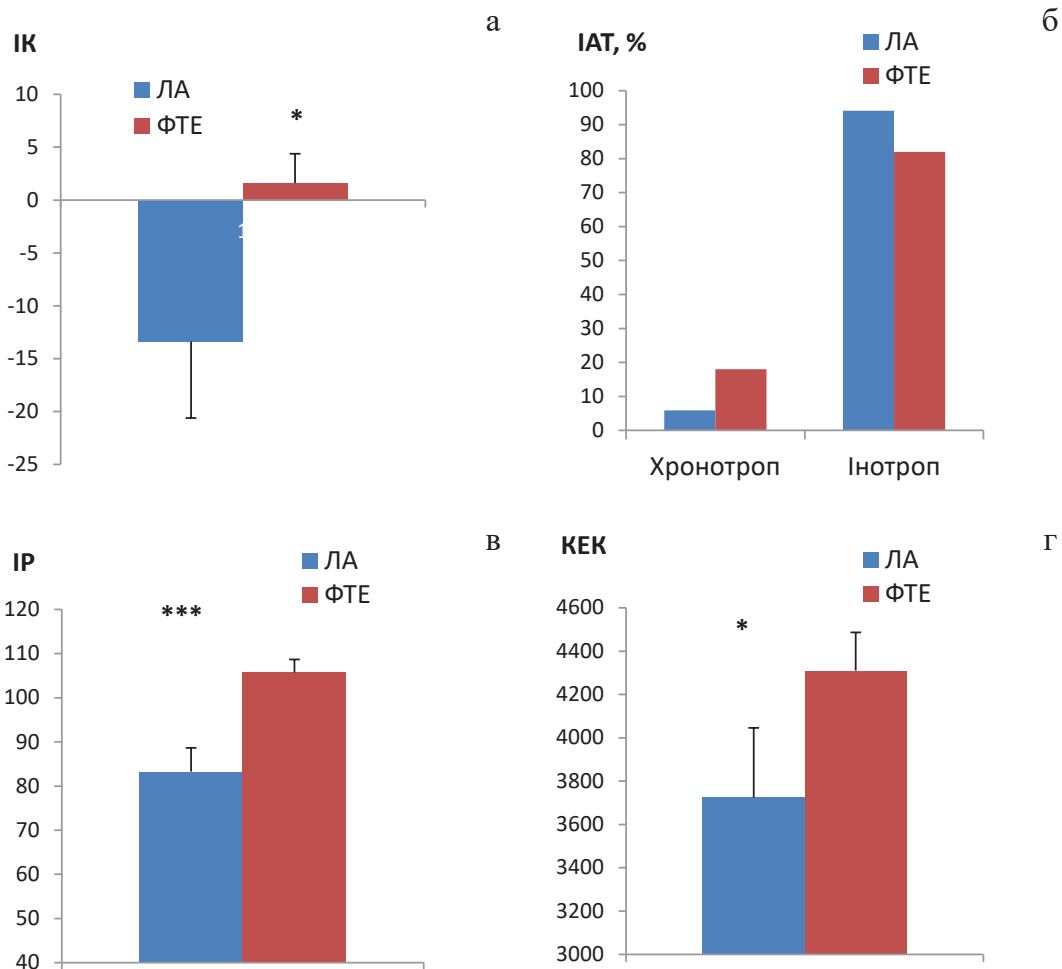 а
ІК
ЛА
ФТЕ
*
10
5
0
-5
-10
-15
-20
-25
1
б
ІАТ, %
ЛА
ФТЕ
100
90
80
70
60
50
40
30
20
10
0
Хронотроп
Інотроп
в
ІР
ЛА
ФТЕ
***
120
110
100
90
80
70
60
50
40
г
КЕК
ЛА
ФТЕ
*
4600
4400
4200
4000
3800
3600
3400
3200
3000